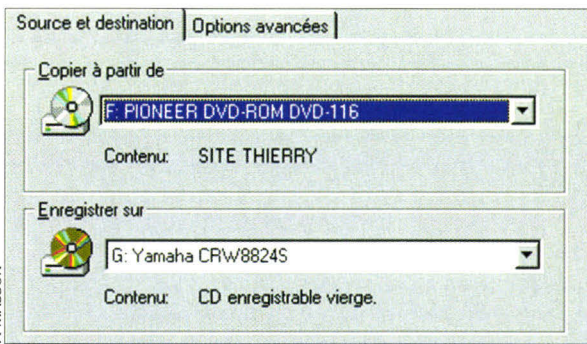 Source et destination
Options avancées
Copier à partir de
F: PIONEER DVD-ROM DVD-116
Contenu: SITE THIERRY
Enregistrer sur
G: Yamaha CRW8824S
Contenu: CD enregistrable vierge.